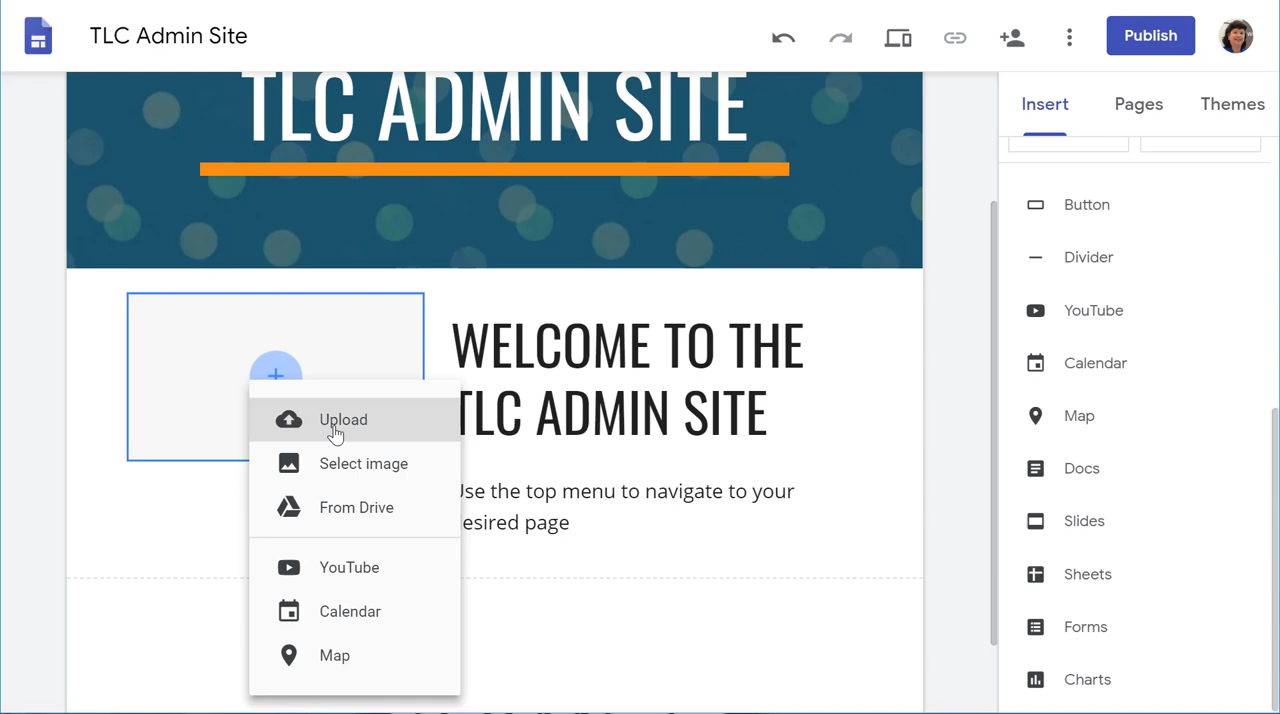 TLC Admin Site
Publish
TLC ADMIN SITE
Insert
Pages
Themes
Button
Divider
YouTube
Calendar
Map
Docs
Slides
Sheets
Forms
Charts
WELCOME TO THE
TLC ADMIN SITE
Use the top menu to navigate to your
desired page
Upload
Select image
From Drive
YouTube
Calendar
Map